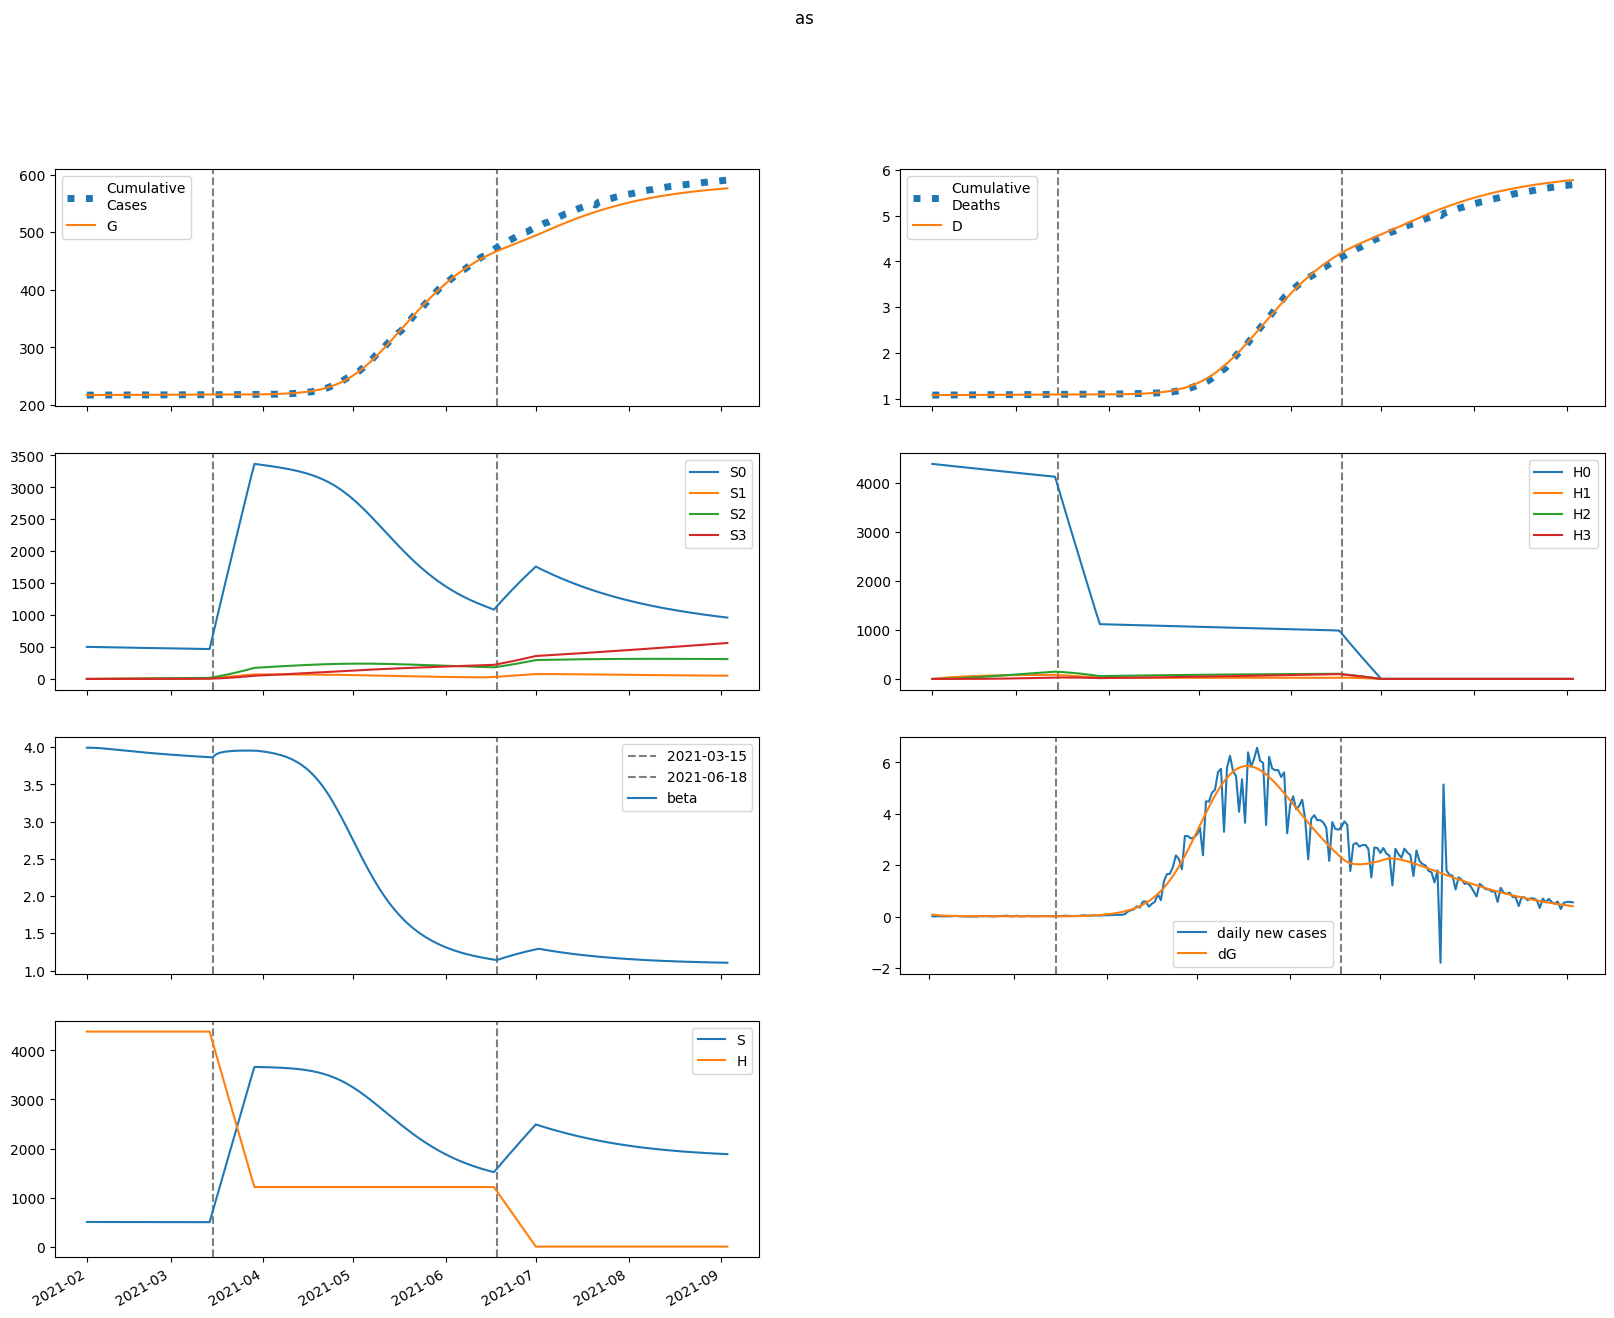 as
600
500
400
300
200
Cumulative
Cases
G
6
5
4
3
2
1
Cumulative
Deaths
D
3500
3000
2500
2000
1500
1000
500
0
S0
S1
S2
S3
4000
3000
2000
1000
0
H0
H1
H2
H3
4.0
3.5
3.0
2.5
2.0
1.5
1.0
2021-03-15
2021-06-18
beta
6
4
2
0
−2
daily new cases
dG
4000
3000
2000
1000
0
S
H
2021-02
2021-03
2021-04
2021-05
2021-06
2021-07
2021-08
2021-09